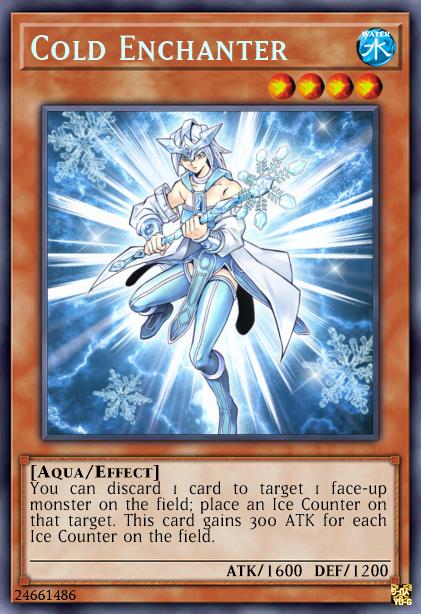 Cold Enchanter
WATER
水
[Aqua/Effect]
You can discard 1 card to target 1 face-up
monster on the field; place an Ice Counter on
that target. This card gains 300 ATK for each
Ice Counter on the field.
ATK/1600 DEF/1200
24661486